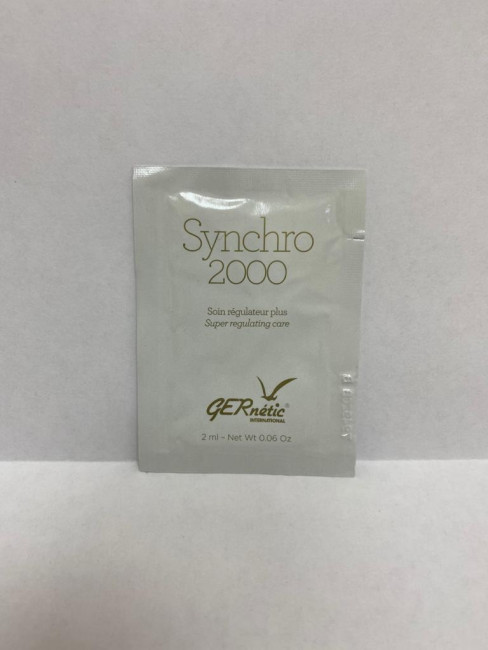 Synchro
2000
Soin régulateur plus
Super regulating care
GERnétic®
INTERNATIONAL
2 ml - Net Wt 0.06 Oz